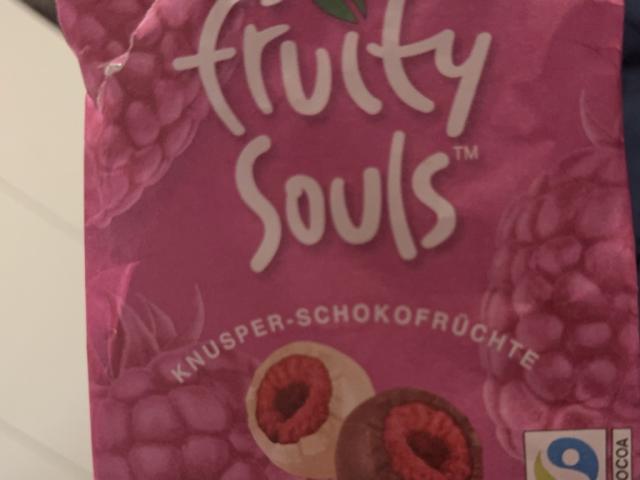 fruity
Souls™
KNUSPER-SCHOKOFRÜCHTE
COCOA